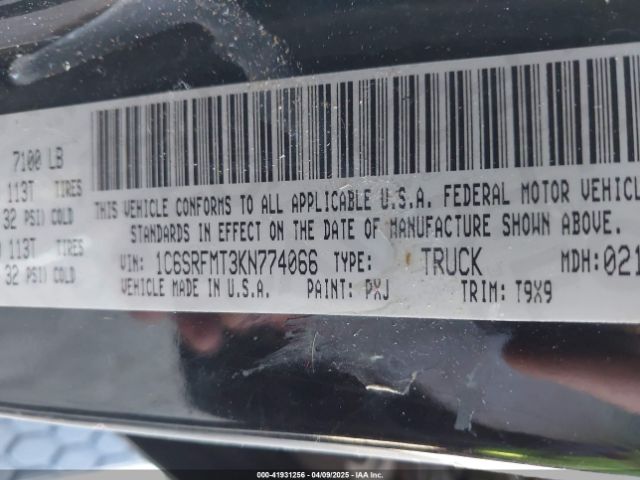 7100 LB
113T TIRES
32 PSI) COLD
113T TIRES
32 PSI) COLD
THIS VEHICLE CONFORMS TO ALL APPLICABLE U.S.A. FEDERAL MOTOR VEHICL
STANDARDS IN EFFECT ON THE DATE OF MANUFACTURE SHOWN ABOVE.
VIN: 1C6SRFMT3KN774066 TYPE: TRUCK MDH:021
VEHICLE MADE IN U.S.A. PAINT: PXJ TRIM: T9X9
000-41931256 | 04/09/2025 | IAA Inc.